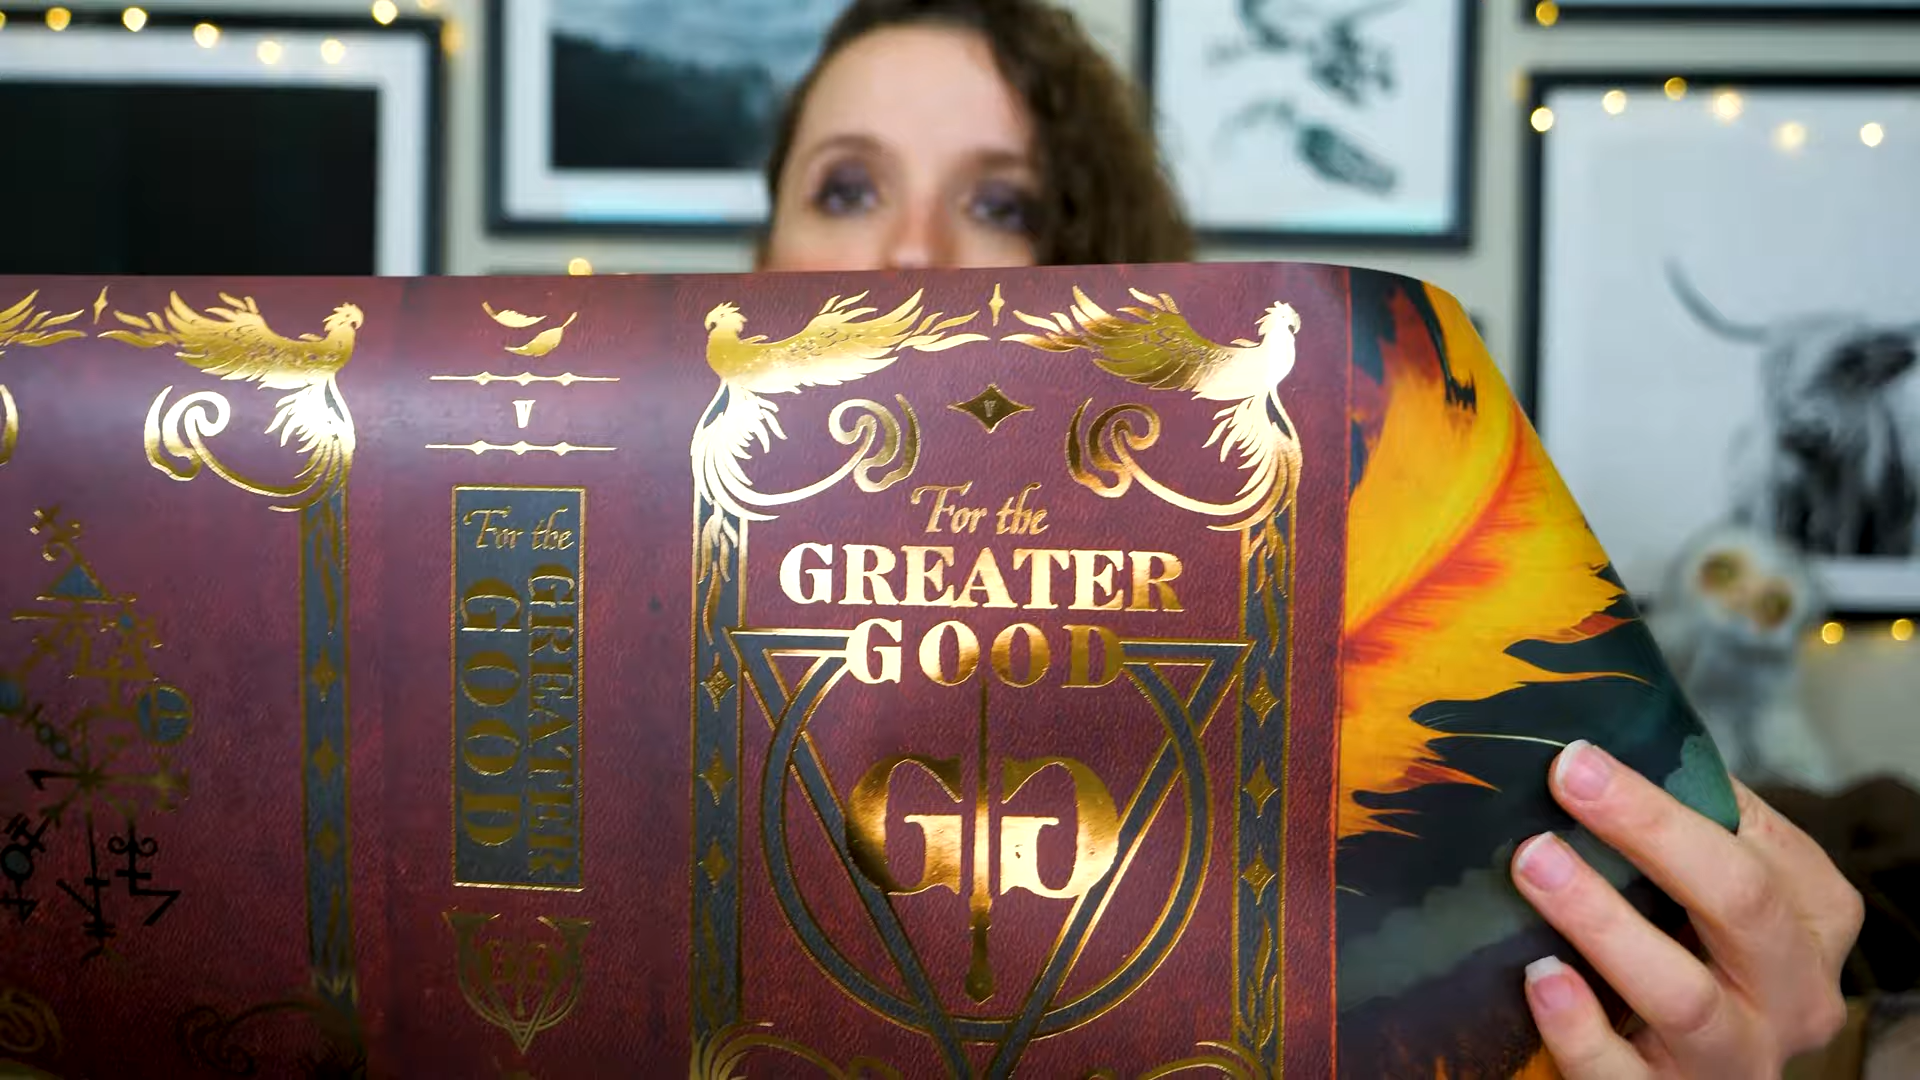 V
For the
GREATER
GOOD
V
For the
GREATER
GOOD
GG